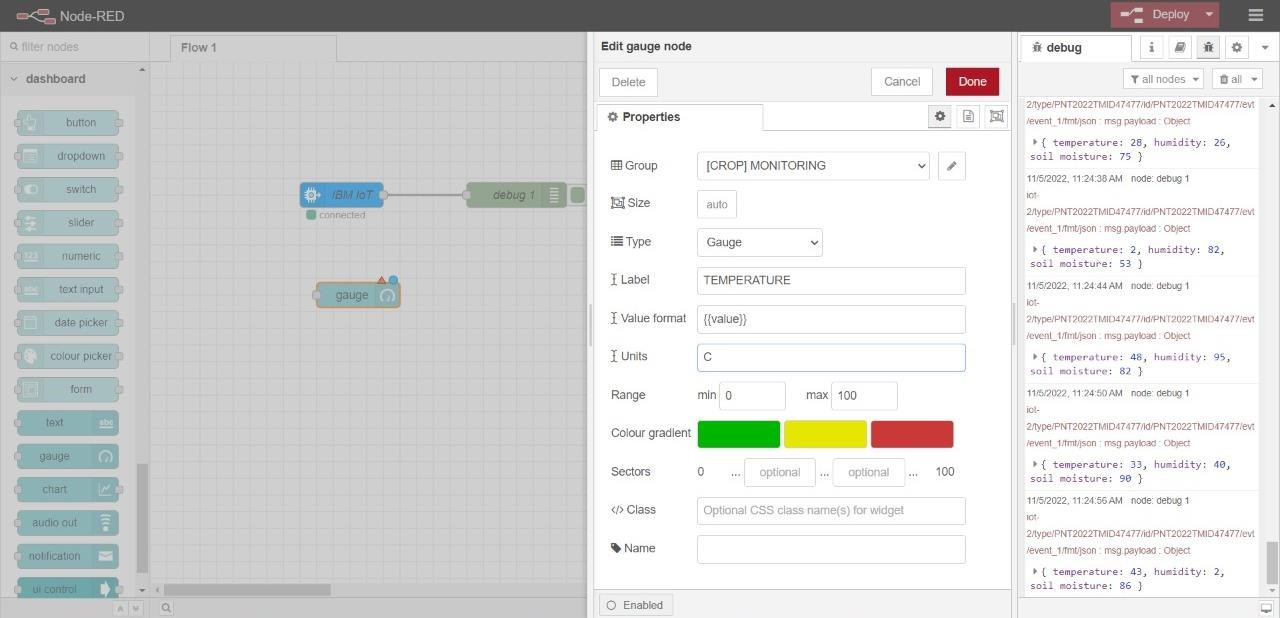 Node-RED
Deploy
filter nodes
Flow 1
dashboard
button
dropdown
switch
slider
123 numeric
abc text input
date picker
colour picker
form
text abc
gauge
chart
audio out
notification
ui control
IBM IoT
connected
debug 1
gauge
Edit gauge node
Delete
Cancel
Done
Properties
Group
[CROP] MONITORING
Size
auto
Type
Gauge
Label
TEMPERATURE
Value format
{{value}}
Units
C
Range
min 0 max 100
Colour gradient
Sectors
0 ... optional ... optional ... 100
</> Class
Optional CSS class name(s) for widget
Name
Enabled
debug
i
all nodes
all
2/type/PNT2022TMID47477/id/PNT2022TMID47477/evt
/event_1/fmt/json : msg.payload : Object
{ temperature: 28, humidity: 26,
soil moisture: 75 }
11/5/2022, 11:24:38 AM node: debug 1
iot-
2/type/PNT2022TMID47477/id/PNT2022TMID47477/evt
/event_1/fmt/json : msg.payload : Object
{ temperature: 2, humidity: 82,
soil moisture: 53 }
11/5/2022, 11:24:44 AM node: debug 1
iot-
2/type/PNT2022TMID47477/id/PNT2022TMID47477/evt
/event_1/fmt/json : msg.payload : Object
{ temperature: 48, humidity: 95,
soil moisture: 82 }
11/5/2022, 11:24:50 AM node: debug 1
iot-
2/type/PNT2022TMID47477/id/PNT2022TMID47477/evt
/event_1/fmt/json : msg.payload : Object
{ temperature: 33, humidity: 40,
soil moisture: 90 }
11/5/2022, 11:24:56 AM node: debug 1
iot-
2/type/PNT2022TMID47477/id/PNT2022TMID47477/evt
/event_1/fmt/json : msg.payload : Object
{ temperature: 43, humidity: 2,
soil moisture: 86 }